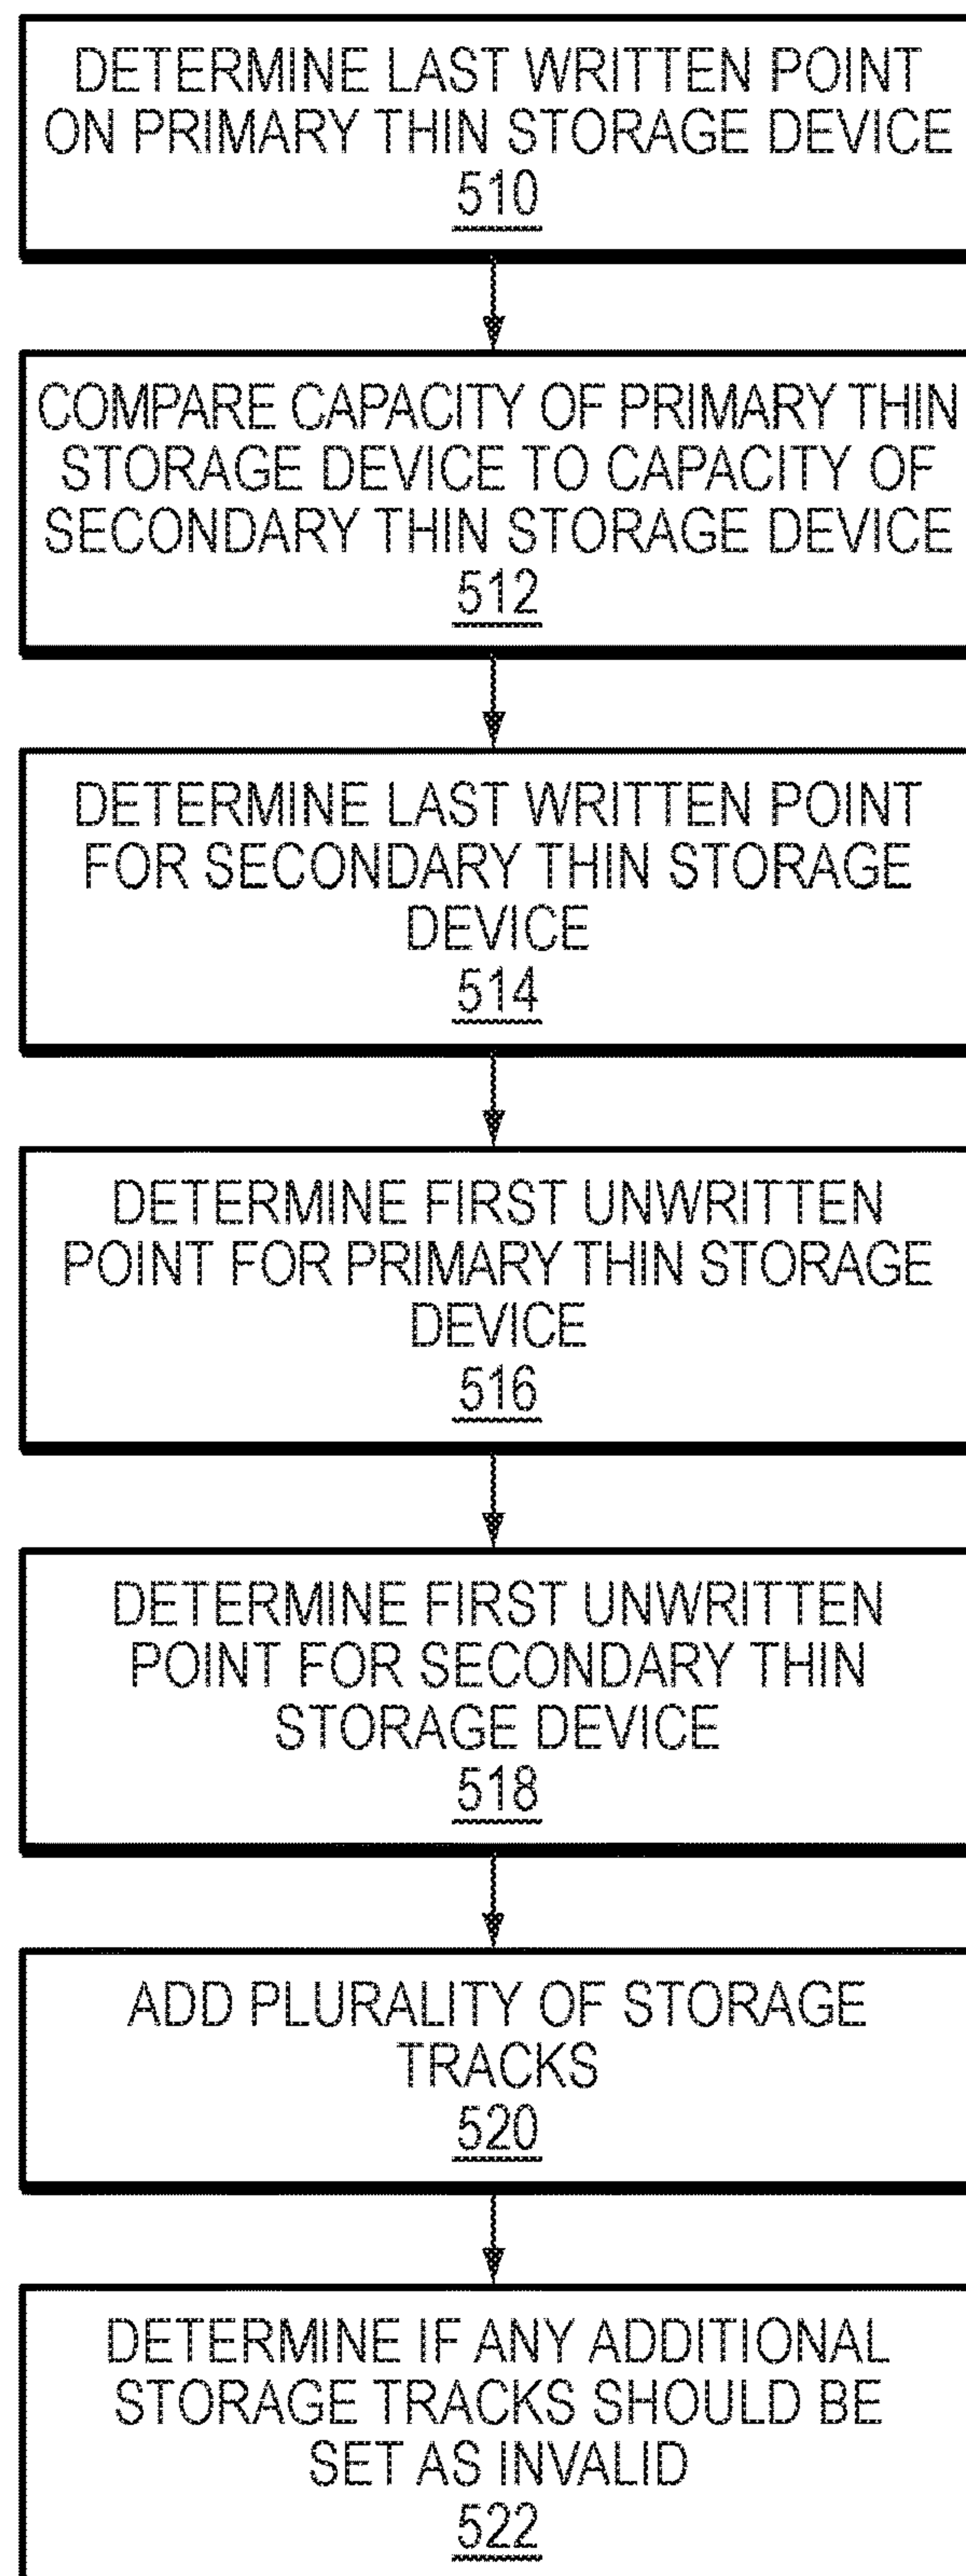 DETERMINE LAST WRITTEN POINT
ON PRIMARY THIN STORAGE DEVICE
510
COMPARE CAPACITY OF PRIMARY THIN
STORAGE DEVICE TO CAPACITY OF
SECONDARY THIN STORAGE DEVICE
512
DETERMINE LAST WRITTEN POINT
FOR SECONDARY THIN STORAGE
DEVICE
514
DETERMINE FIRST UNWRITTEN
POINT FOR PRIMARY THIN STORAGE
DEVICE
516
DETERMINE FIRST UNWRITTEN
POINT FOR SECONDARY THIN
STORAGE DEVICE
518
ADD PLURALITY OF STORAGE
TRACKS
520
DETERMINE IF ANY ADDITIONAL
STORAGE TRACKS SHOULD BE
SET AS INVALID
522